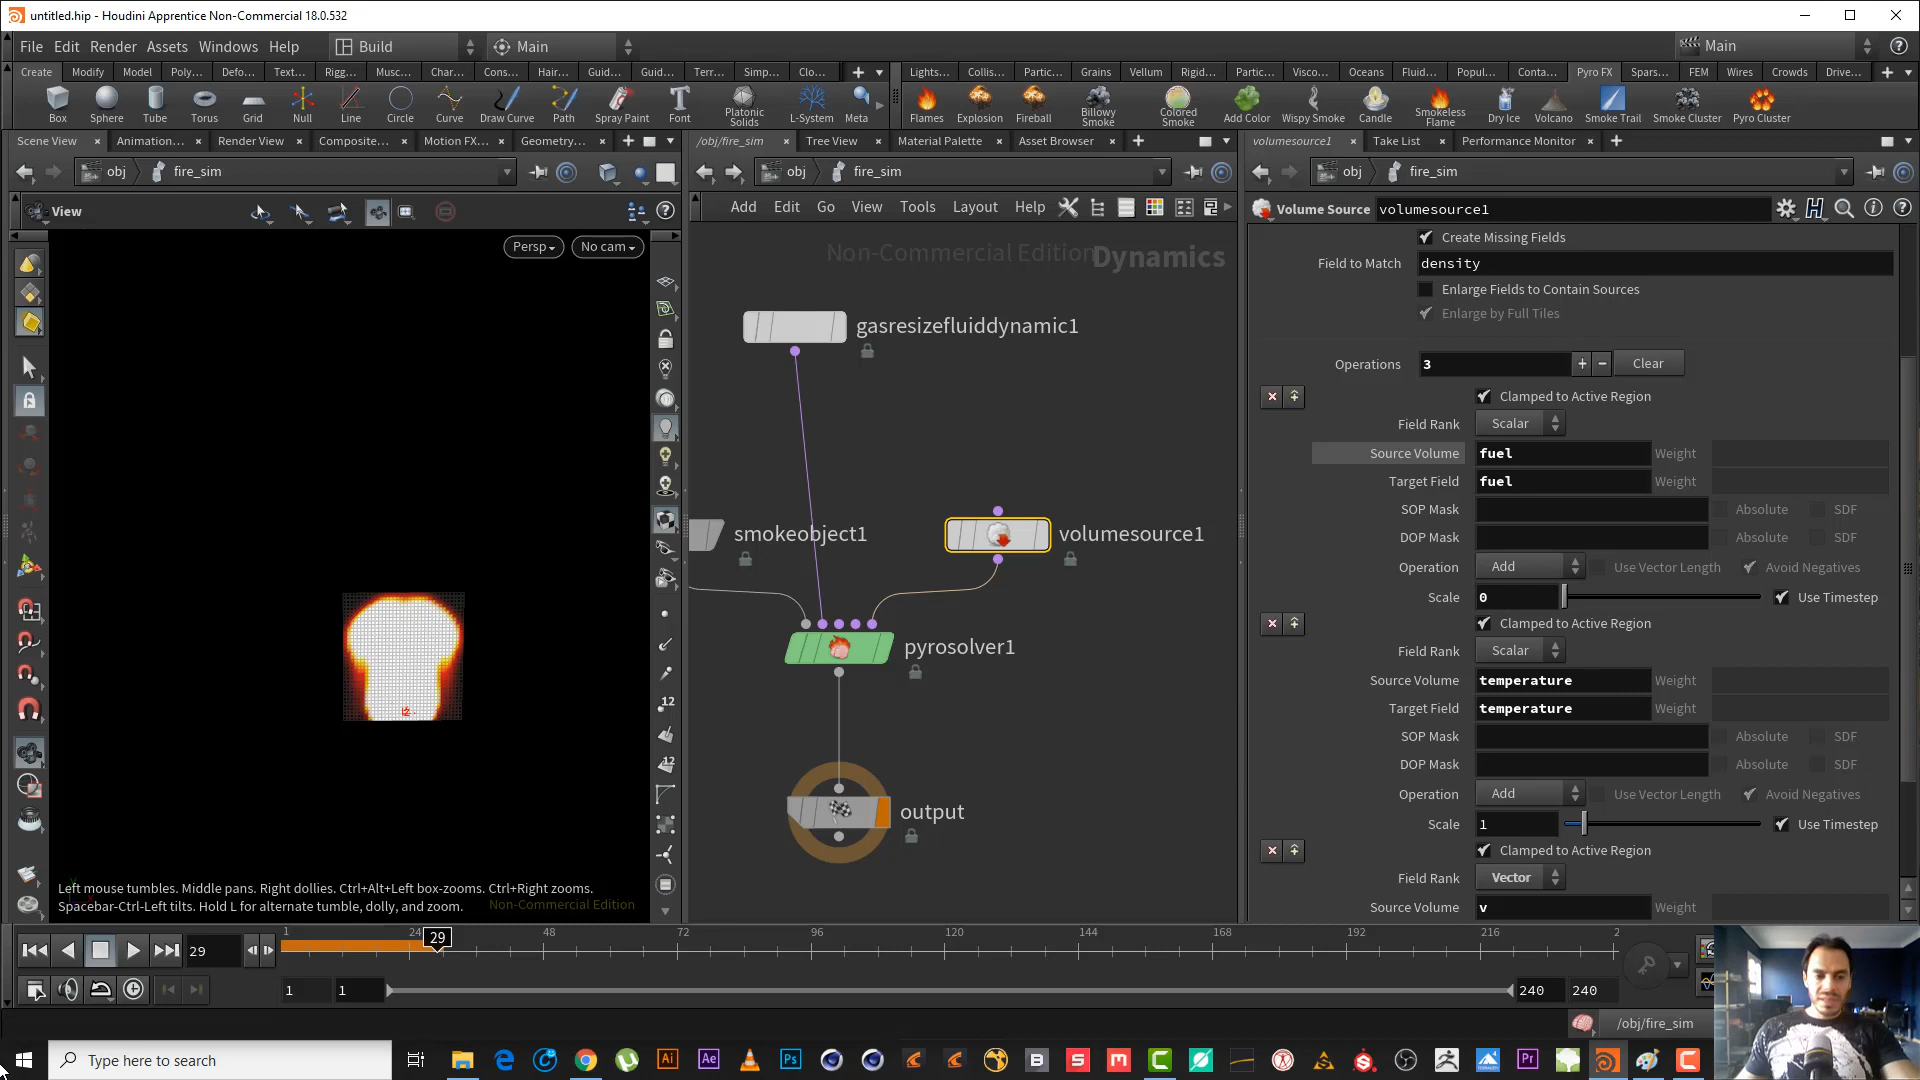 untitled.hip - Houdini Apprentice Non-Commercial 18.0.532
File Edit Render Assets Windows Help Build Main Main
Create Modify Model Poly... Defo... Text... Rigg... Musc... Char... Cons... Hair... Guid... Guid... Terr... Simp... Clo... Lights... Collis... Partic... Grains Vellum Rigid... Partic... Visco... Oceans Fluid... Popul... Conta... Pyro FX Spars... FEM Wires Crowds Drive...
Box Sphere Tube Torus Grid Null Line Circle Curve Draw Curve Path Spray Paint Font Platonic Solids L-System Meta Flames Explosion Fireball Billowy Smoke Colored Smoke Add Color Wispy Smoke Candle Smokeless Flame Dry Ice Volcano Smoke Trail Smoke Cluster Pyro Cluster
Scene View Animation... Render View Composite... Motion FX... Geometry... /obj/fire_sim Tree View Material Palette Asset Browser volumesource1 Take List Performance Monitor
obj fire_sim obj fire_sim obj fire_sim
View Add Edit Go View Tools Layout Help Volume Source volumesource1
Persp No cam
Non-Commercial Edition Dynamics
gasresizefluiddynamic1
smokeobject1
volumesource1
pyrosolver1
output
Create Missing Fields
Field to Match density
Enlarge Fields to Contain Sources
Enlarge by Full Tiles
Operations 3 Clear
Clamped to Active Region
Field Rank Scalar
Source Volume fuel Weight
Target Field fuel Weight
SOP Mask Absolute SDF
DOP Mask Absolute SDF
Operation Add Use Vector Length Avoid Negatives
Scale 0 Use Timestep
Clamped to Active Region
Field Rank Scalar
Source Volume temperature Weight
Target Field temperature Weight
SOP Mask Absolute SDF
DOP Mask Absolute SDF
Operation Add Use Vector Length Avoid Negatives
Scale 1 Use Timestep
Clamped to Active Region
Field Rank Vector
Source Volume v Weight
Left mouse tumbles. Middle pans. Right dollies. Ctrl+Alt+Left box-zooms. Ctrl+Right zooms.
Spacebar-Ctrl-Left tilts. Hold L for alternate tumble, dolly, and zoom.
Non-Commercial Edition
29 1 24 29 48 72 96 120 144 168 192 216 2
1 1 240 240
/obj/fire_sim
Type here to search